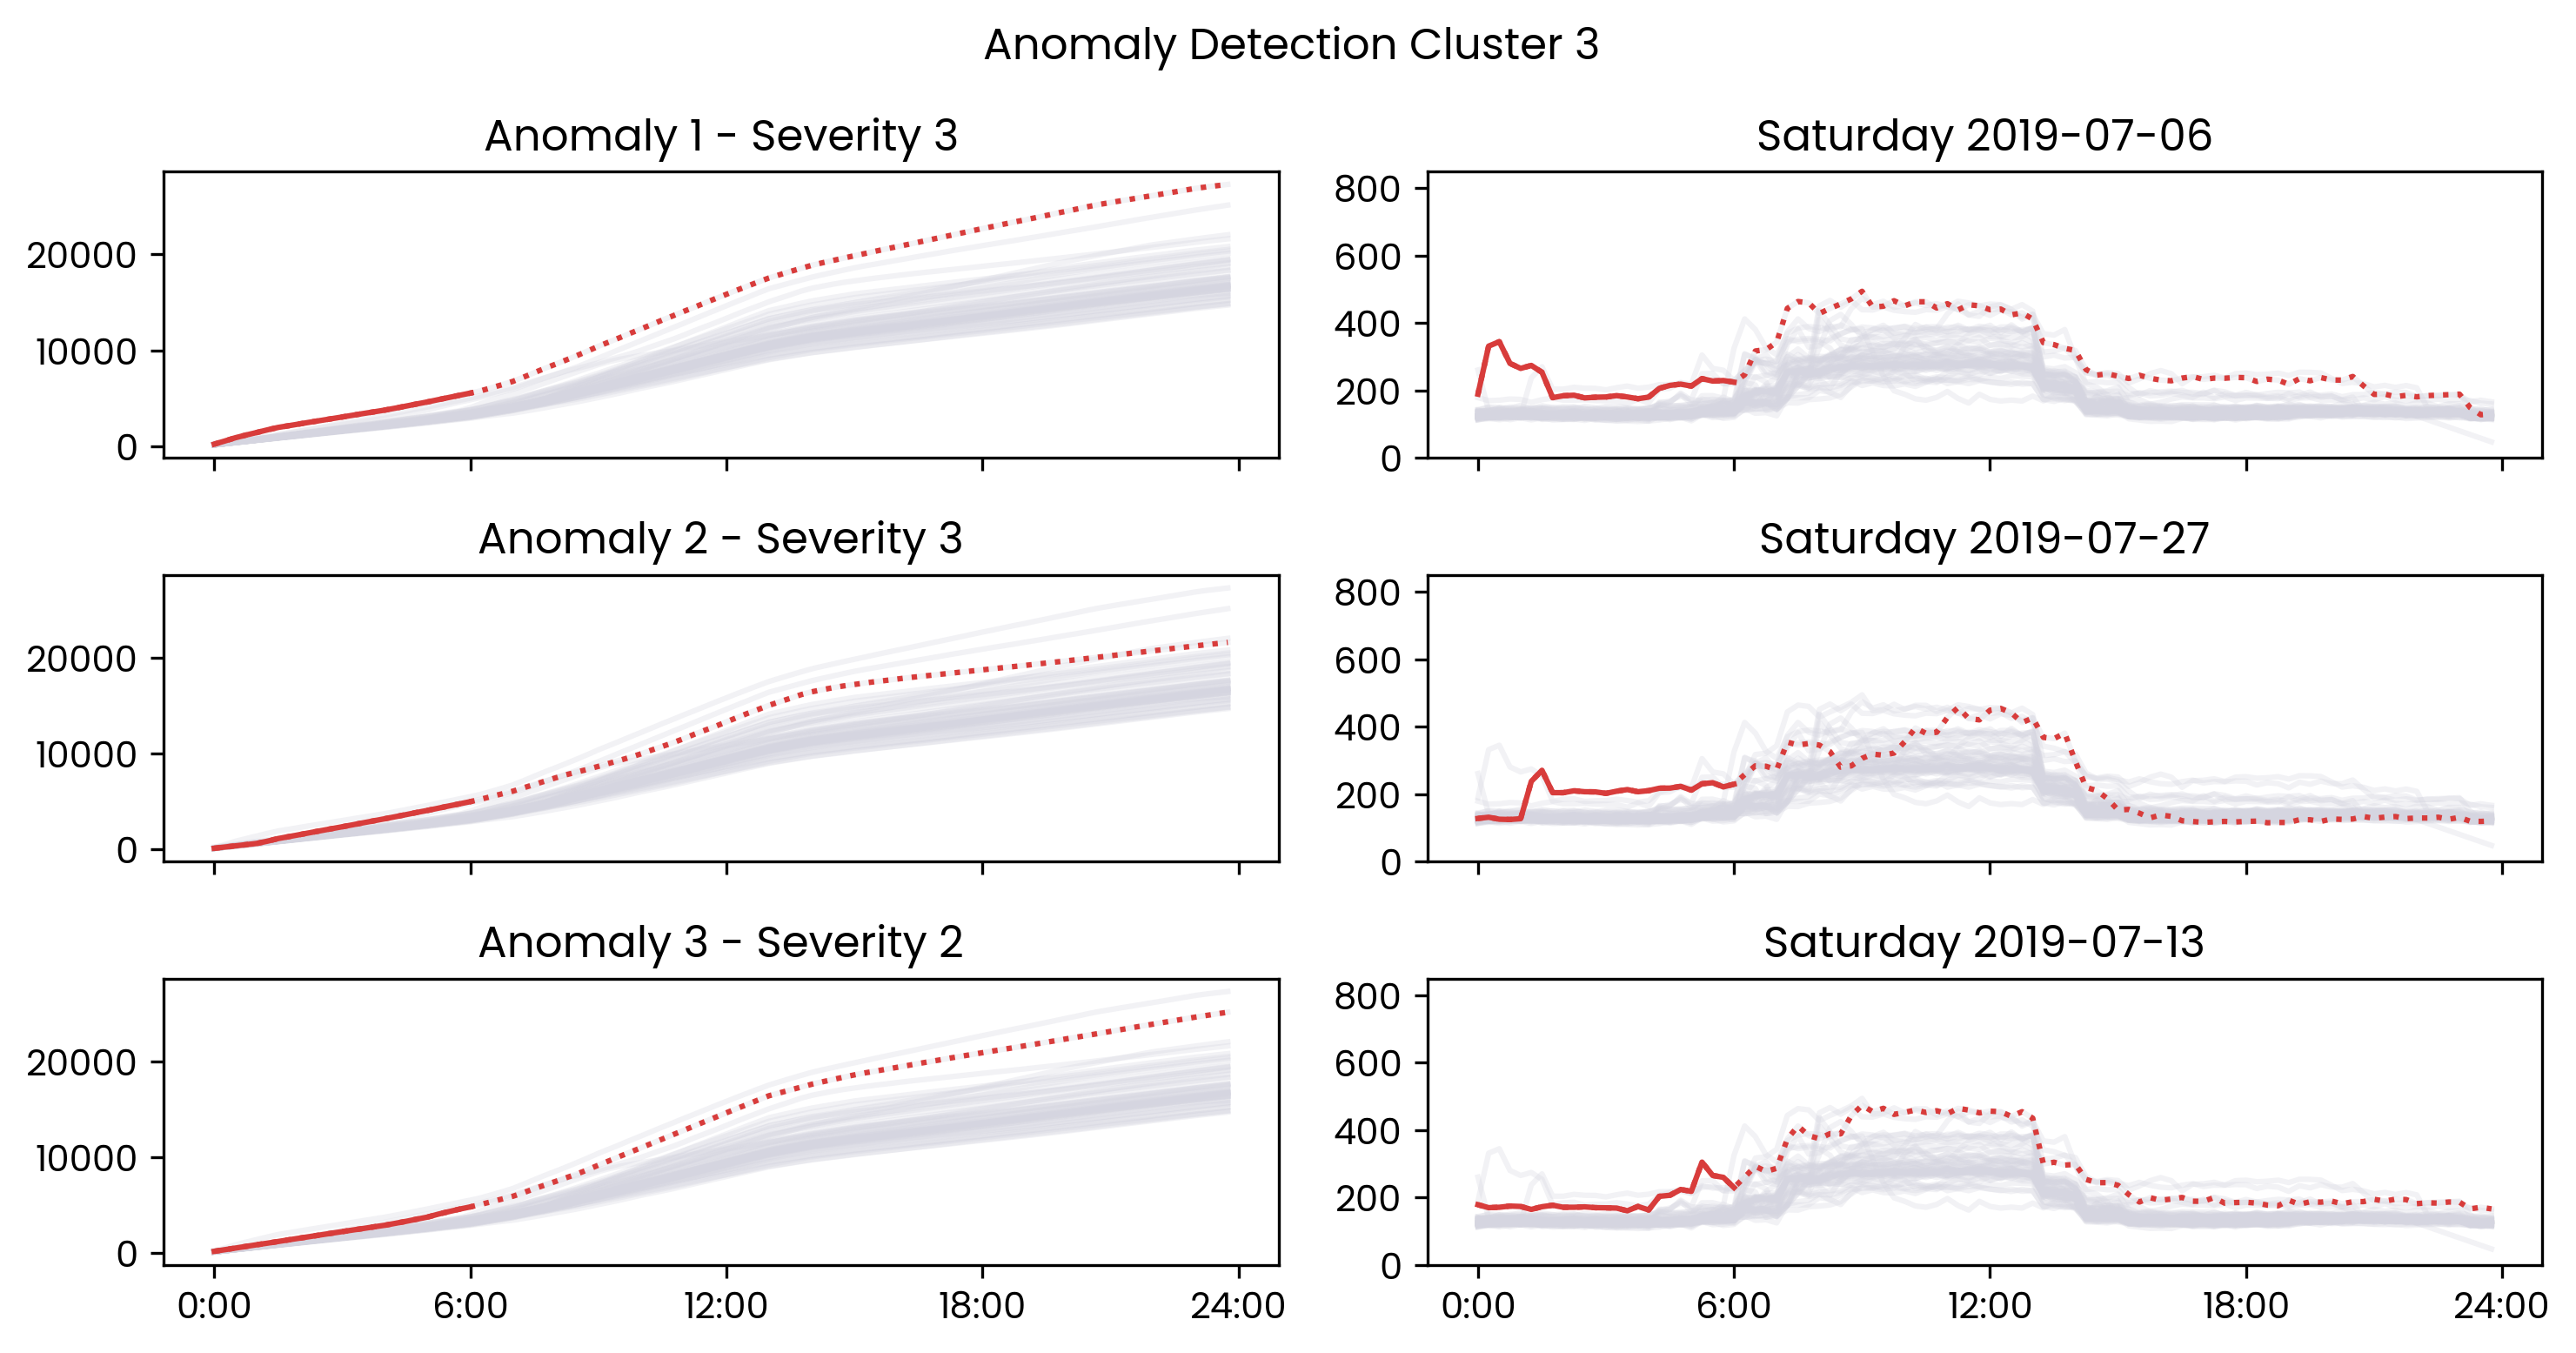 Anomaly Detection Cluster 3
Anomaly 1 - Severity 3
20000
10000
0
Saturday 2019-07-06
800
600
400
200
0
Anomaly 2 - Severity 3
20000
10000
0
Saturday 2019-07-27
800
600
400
200
0
Anomaly 3 - Severity 2
20000
10000
0
0:00 6:00 12:00 18:00 24:00
Saturday 2019-07-13
800
600
400
200
0
0:00 6:00 12:00 18:00 24:00